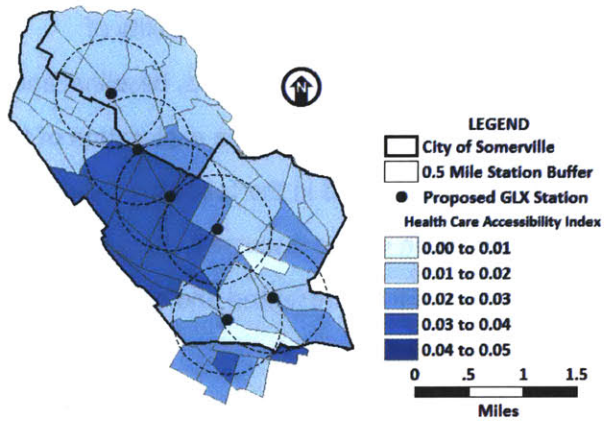 N
LEGEND
City of Somerville
0.5 Mile Station Buffer
Proposed GLX Station
Health Care Accessibility Index
0.00 to 0.01
0.01 to 0.02
0.02 to 0.03
0.03 to 0.04
0.04 to 0.05
0 .5 1 1.5
Miles